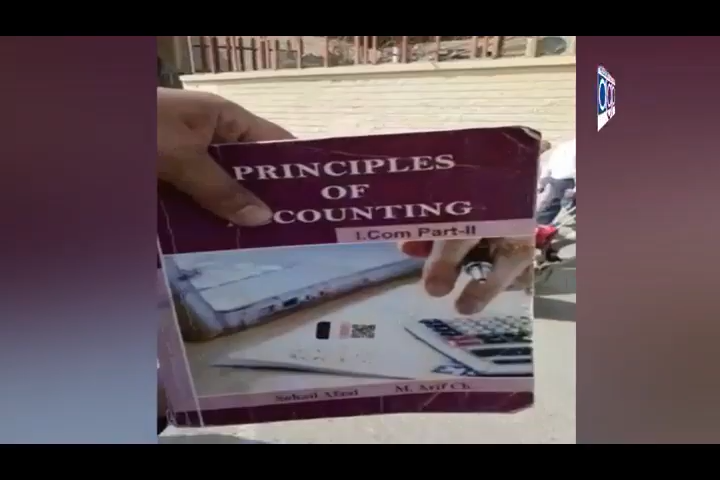 PRINCIPLES
OF
COUNTING
I.Com Part-II
Sohail Afzal M. Arif Ch.